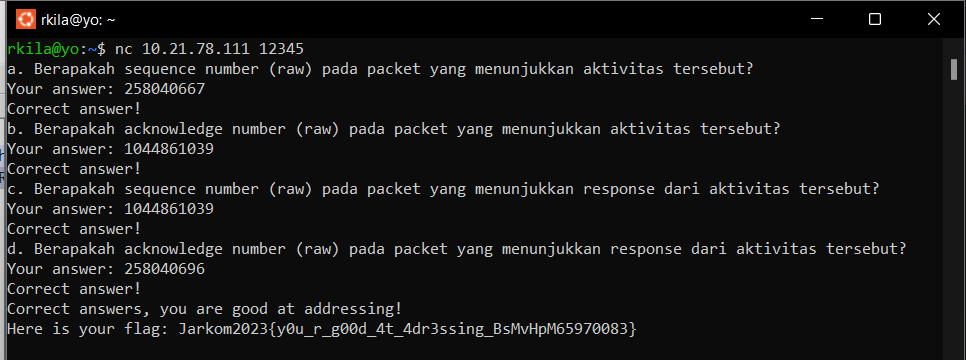 rkila@yo: ~
rkila@yo:~$ nc 10.21.78.111 12345
a. Berapakah sequence number (raw) pada packet yang menunjukkan aktivitas tersebut?
Your answer: 258040667
Correct answer!
b. Berapakah acknowledge number (raw) pada packet yang menunjukkan aktivitas tersebut?
Your answer: 1044861039
Correct answer!
c. Berapakah sequence number (raw) pada packet yang menunjukkan response dari aktivitas tersebut?
Your answer: 1044861039
Correct answer!
d. Berapakah acknowledge number (raw) pada packet yang menunjukkan response dari aktivitas tersebut?
Your answer: 258040696
Correct answer!
Correct answers, you are good at addressing!
Here is your flag: Jarkom2023{y0u_r_g00d_4t_4dr3ssing_BsMvHpM65970083}